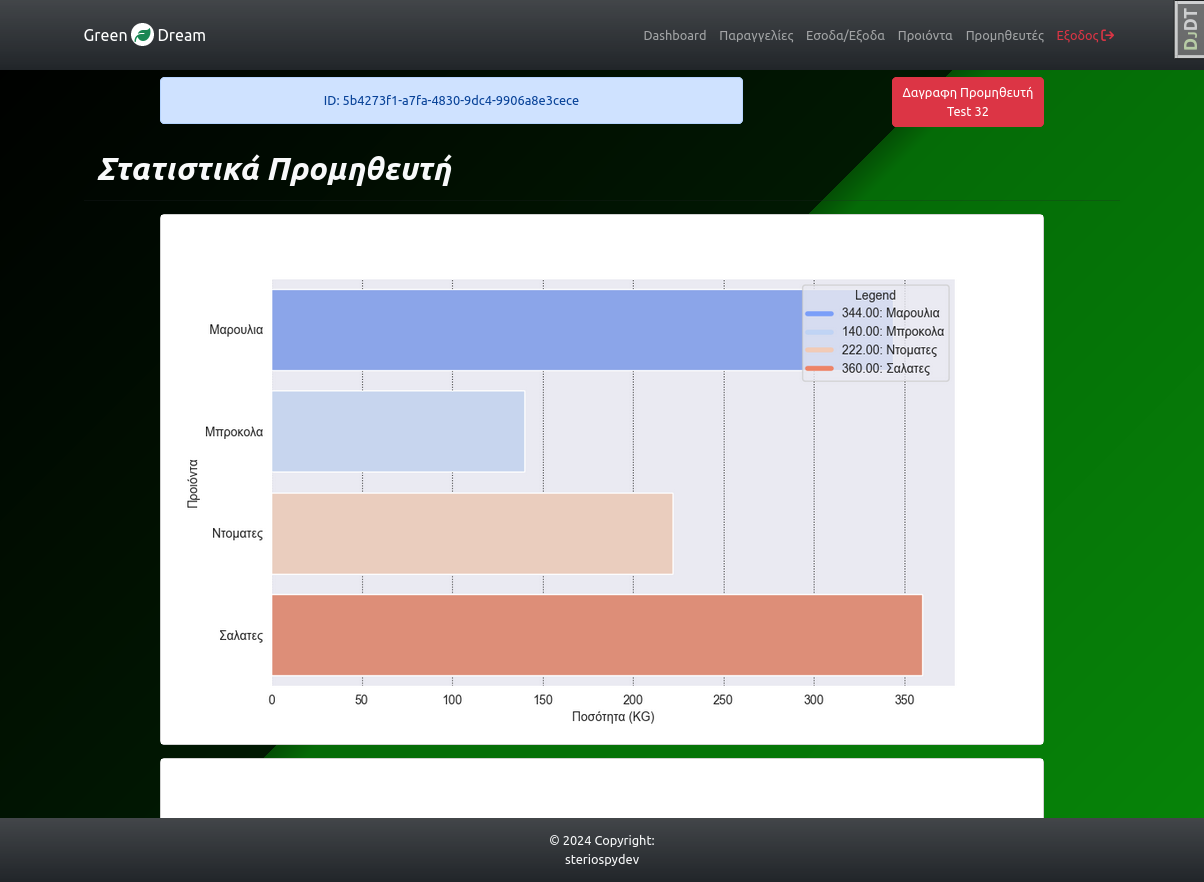 Green Dream
Dashboard Παραγγελίες Εσοδα/Εξοδα Προιόντα Προμηθευτές Εξοδος
DJDT
ID: 5b4273f1-a7fa-4830-9dc4-9906a8e3cece
Δαγραφη Προμηθευτή
Test 32
Στατιστικά Προμηθευτή
Legend
344.00: Μαρουλια
140.00: Μπροκολα
222.00: Ντοματες
360.00: Σαλατες
Μαρουλια
Μπροκολα
Ντοματες
Σαλατες
Προιόντα
0 50 100 150 200 250 300 350
Ποσότητα (KG)
© 2024 Copyright:
steriospydev